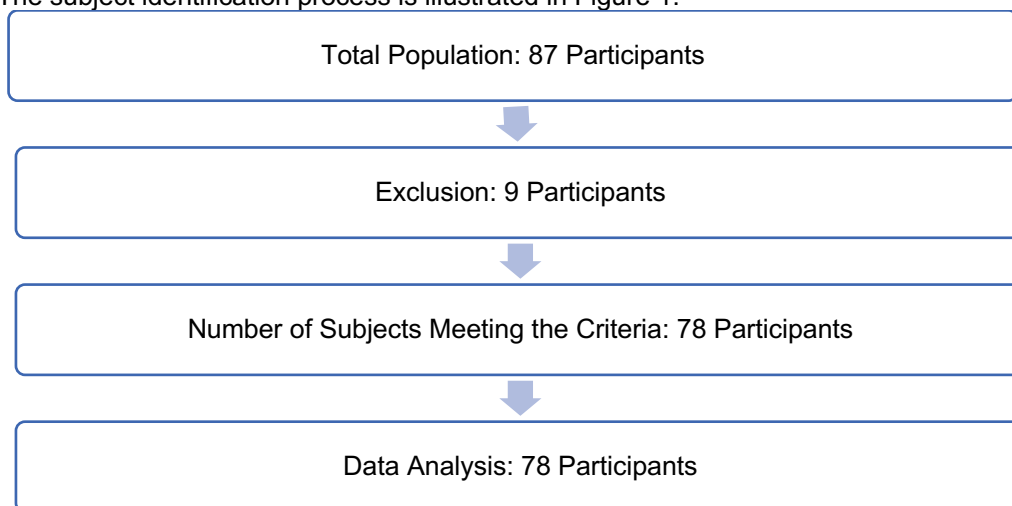 The subject identification process is illustrated in Figure 1.
Total Population: 87 Participants
Exclusion: 9 Participants
Number of Subjects Meeting the Criteria: 78 Participants
Data Analysis: 78 Participants